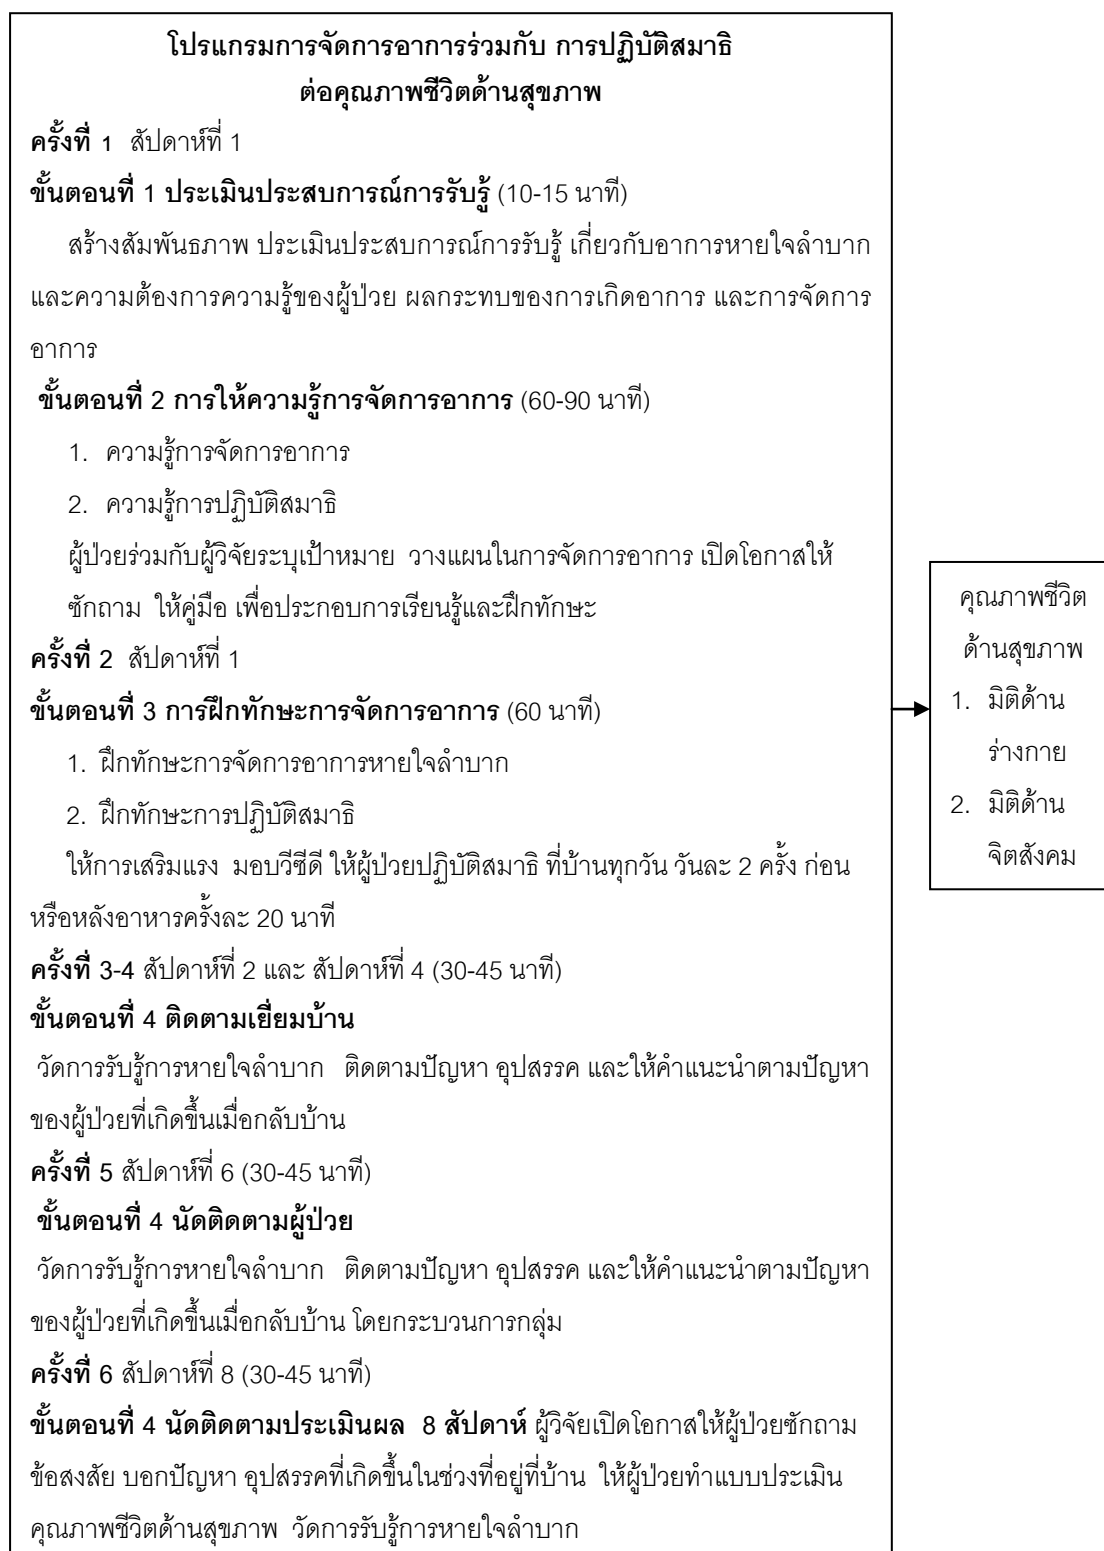 โปรแกรมการจัดการอาการร่วมกับ การปฏิบัติสมาธิ
ต่อคุณภาพชีวิตด้านสุขภาพ
ครั้งที่ 1 สัปดาห์ที่ 1
ขั้นตอนที่ 1 ประเมินประสบการณ์การรับรู้ (10-15 นาที)
สร้างสัมพันธภาพ ประเมินประสบการณ์การรับรู้ เกี่ยวกับอาการหายใจลำบาก
และความต้องการความรู้ของผู้ป่วย ผลกระทบของการเกิดอาการ และการจัดการ
อาการ
ขั้นตอนที่ 2 การให้ความรู้การจัดการอาการ (60-90 นาที)
1. ความรู้การจัดการอาการ
2. ความรู้การปฏิบัติสมาธิ
ผู้ป่วยร่วมกับผู้วิจัยระบุเป้าหมาย วางแผนในการจัดการอาการ เปิดโอกาสให้
ซักถาม ให้คู่มือ เพื่อประกอบการเรียนรู้และฝึกทักษะ
ครั้งที่ 2 สัปดาห์ที่ 1
ขั้นตอนที่ 3 การฝึกทักษะการจัดการอาการ (60 นาที)
1. ฝึกทักษะการจัดการอาการหายใจลำบาก
2. ฝึกทักษะการปฏิบัติสมาธิ
ให้การเสริมแรง มอบวีซีดี ให้ผู้ป่วยปฏิบัติสมาธิ ที่บ้านทุกวัน วันละ 2 ครั้ง ก่อน
หรือหลังอาหารครั้งละ 20 นาที
ครั้งที่ 3-4 สัปดาห์ที่ 2 และ สัปดาห์ที่ 4 (30-45 นาที)
ขั้นตอนที่ 4 ติดตามเยี่ยมบ้าน
วัดการรับรู้การหายใจลำบาก ติดตามปัญหา อุปสรรค และให้คำแนะนำตามปัญหา
ของผู้ป่วยที่เกิดขึ้นเมื่อกลับบ้าน
ครั้งที่ 5 สัปดาห์ที่ 6 (30-45 นาที)
ขั้นตอนที่ 4 นัดติดตามผู้ป่วย
วัดการรับรู้การหายใจลำบาก ติดตามปัญหา อุปสรรค และให้คำแนะนำตามปัญหา
ของผู้ป่วยที่เกิดขึ้นเมื่อกลับบ้าน โดยกระบวนการกลุ่ม
ครั้งที่ 6 สัปดาห์ที่ 8 (30-45 นาที)
ขั้นตอนที่ 4 นัดติดตามประเมินผล 8 สัปดาห์ ผู้วิจัยเปิดโอกาสให้ผู้ป่วยซักถาม
ข้อสงสัย บอกปัญหา อุปสรรคที่เกิดขึ้นในช่วงที่อยู่ที่บ้าน ให้ผู้ป่วยทำแบบประเมิน
คุณภาพชีวิตด้านสุขภาพ วัดการรับรู้การหายใจลำบาก
คุณภาพชีวิต
ด้านสุขภาพ
1. มิติด้าน
ร่างกาย
2. มิติด้าน
จิตสังคม